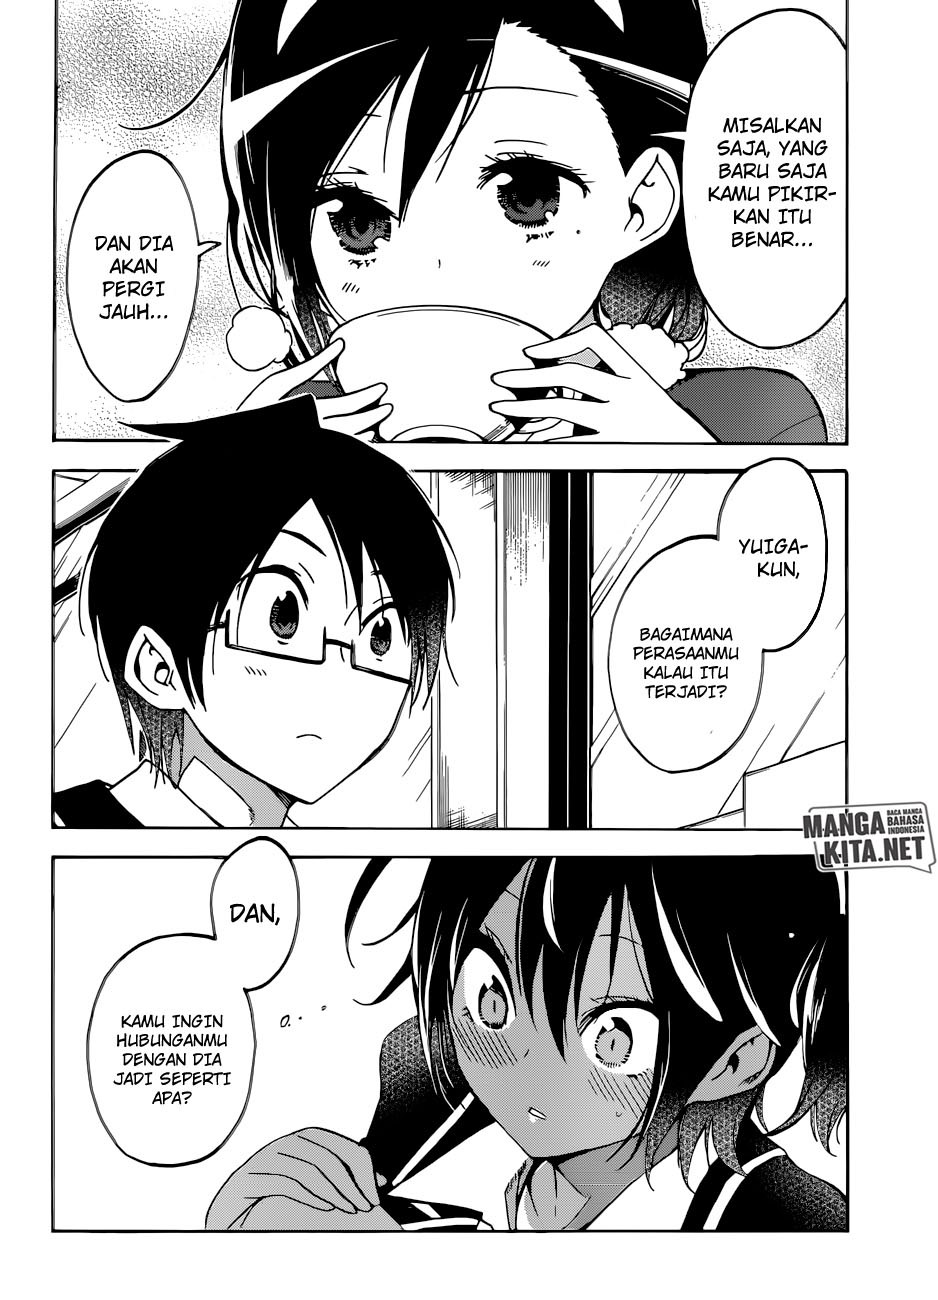 MISALKAN
SAJA, YANG
BARU SAJA
KAMU PIKIR-
KAN ITU
BENAR...
DAN DIA
AKAN
PERGI
JAUH...
YUIGA-
KUN,
BAGAIMANA
PERASAANMU
KALAU ITU
TERJADI?
MANGA BACA MANGA
BAHASA
INDONESIA
KITA.NET
DAN,
KAMU INGIN
HUBUNGANMU
DENGAN DIA
JADI SEPERTI
APA?